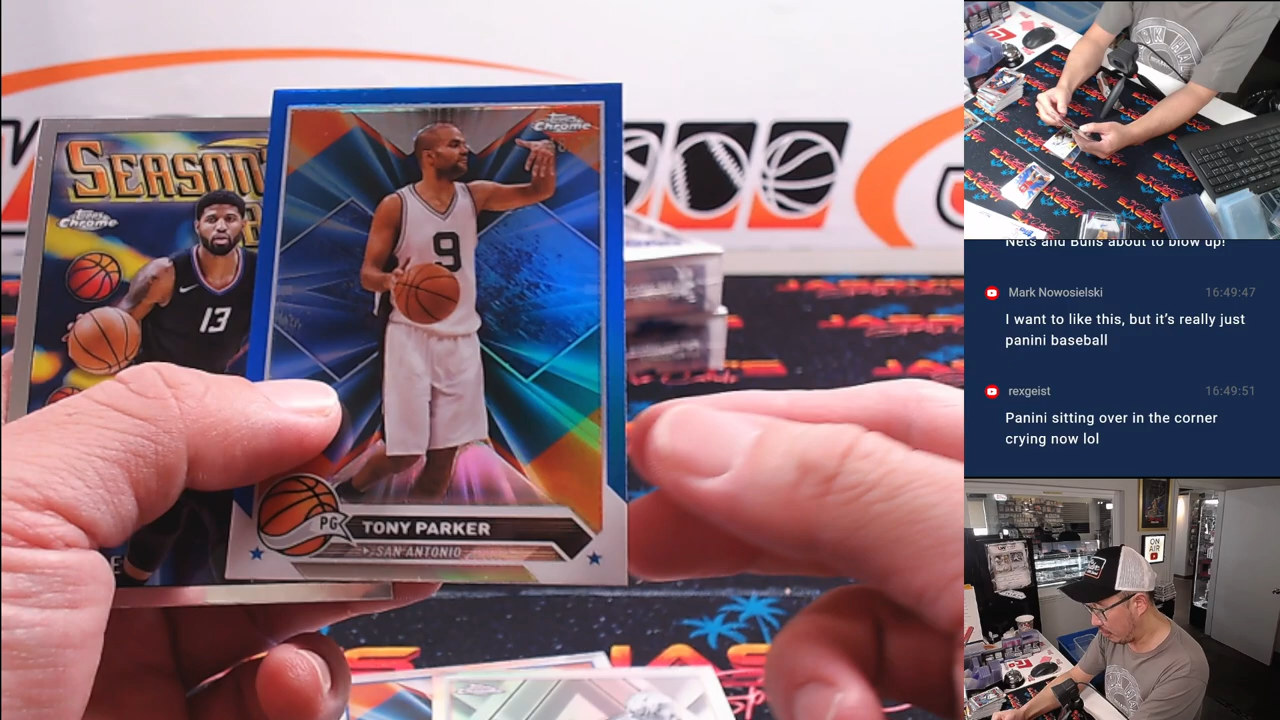 SEASON
Topps
Chrome
13
Topps
Chrome
9
PG
TONY PARKER
SAN ANTONIO
Nets and Bulls about to blow up!
Mark Nowosielski
16:49:47
I want to like this, but it’s really just
panini baseball
rexgeist
16:49:51
Panini sitting over in the corner
crying now lol
ON
AIR